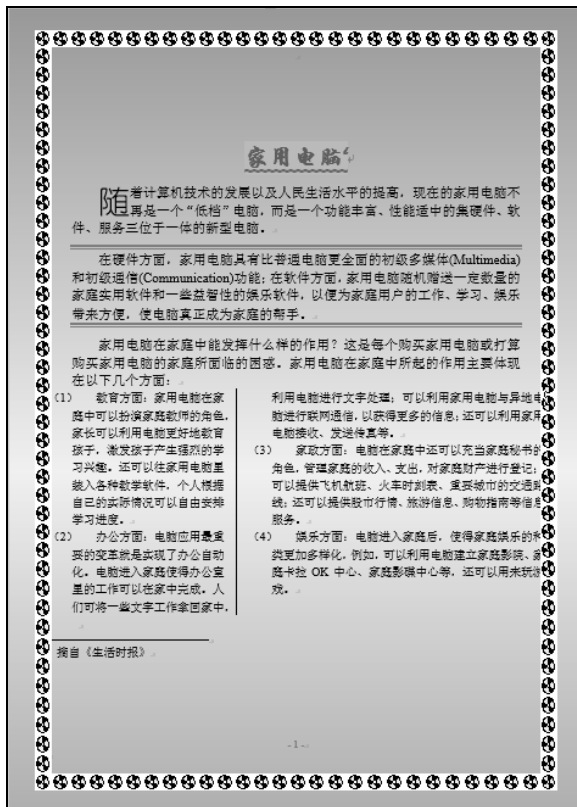 家用电脑
随着计算机技术的发展以及人民生活水平的提高，现在的家用电脑不
再是一个“低档”电脑，而是一个功能丰富、性能适中的集硬件、软
件、服务三位于一体的新型电脑。
在硬件方面，家用电脑具有比普通电脑更全面的初级多媒体(Multimedia)
和初级通信(Communication)功能；在软件方面，家用电脑随机赠送一定数量的
家庭实用软件和一些益智性的娱乐软件，以便为家庭用户的工作、学习、娱乐
带来方便，使电脑真正成为家庭的帮手。
家用电脑在家庭中能发挥什么样的作用？这是每个购买家用电脑或打算
购买家用电脑的家庭所面临的困惑。家用电脑在家庭中所起的作用主要体现
在以下几个方面：
(1) 教育方面：家用电脑在家
庭中可以扮演家庭教师的角色，
家长可以利用电脑更好地教育
孩子，激发孩子产生强烈的学
习兴趣。还可以往家用电脑里
装入各种教学软件，个人根据
自已的实际情况可以自由安排
学习进度。
(2) 办公方面：电脑应用最重
要的变革就是实现了办公自动
化。电脑进入家庭使得办公室
里的工作可以在家中完成。人
们可将一些文字工作拿回家中，
利用电脑进行文字处理；可以利用家用电脑与异地电
脑进行联网通信，以获得更多的信息；还可以利用家用
电脑接收、发送传真等。
(3) 家政方面：电脑在家庭中还可以充当家庭秘书的
角色，管理家庭的收入、支出，对家庭财产进行登记；
可以提供飞机航班、火车时刻表、重要城市的交通路
线；还可以提供股市行情、旅游信息、购物指南等信息
服务。
(4) 娱乐方面：电脑进入家庭后，使得家庭娱乐的种
类更加多样化，例如，可以利用电脑建立家庭影院、家
庭卡拉 OK 中心、家庭影碟中心等，还可以用来玩游
戏。
摘自《生活时报》
- 1 -